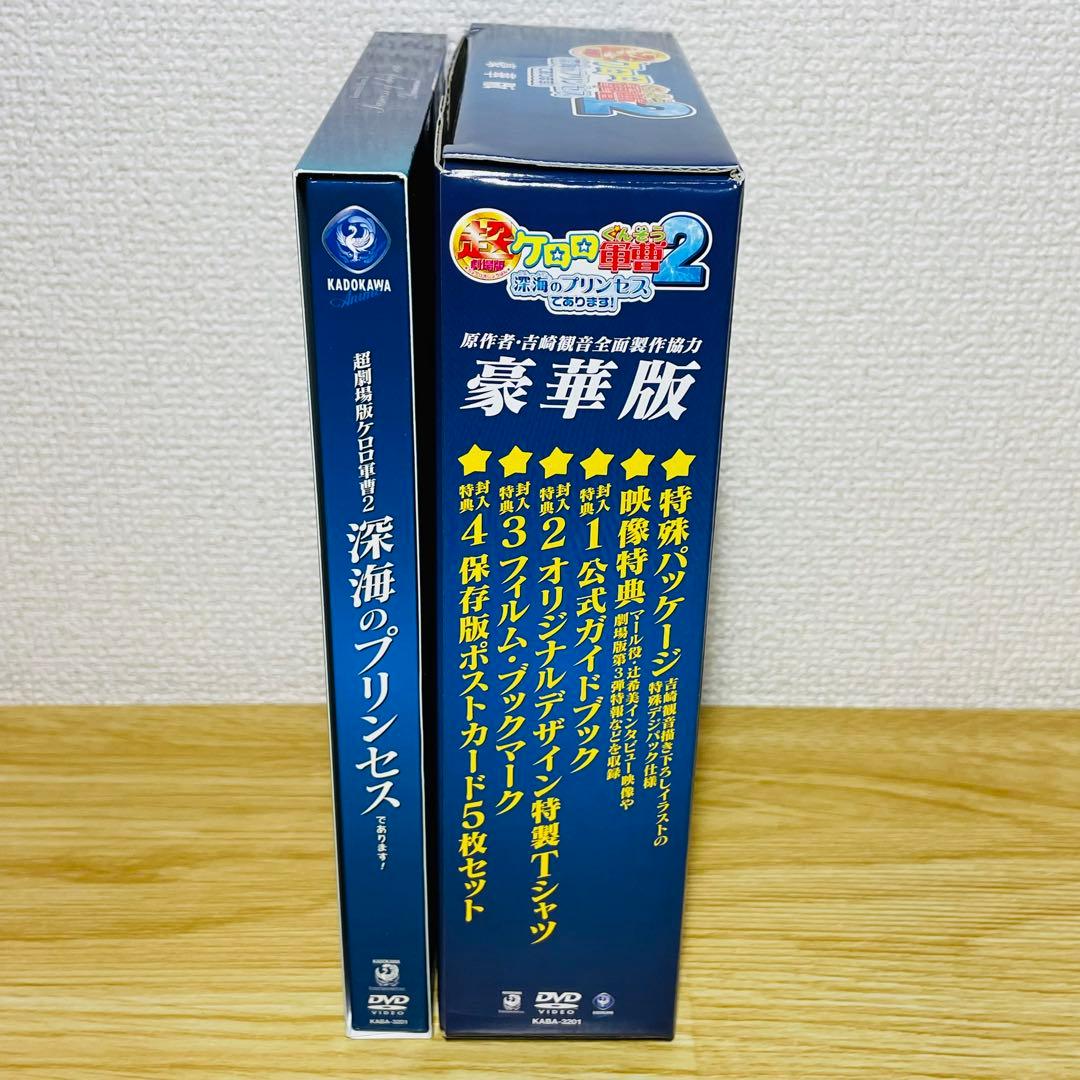 KADOKAWA
Anime
超劇場版ケロロ軍曹2
深海のプリンセス
であります!
KADOKAWA
DVD
VIDEO
KABA-3201
豪華版
超
劇場版
ケロロ
ぐんそう
軍曹2
深海のプリンセス
であります!
原作者・吉崎観音全面製作協力
豪華版
特殊パッケージ
吉崎観音描き下ろしイラストの
特殊デジパック仕様
映像特典
マール役・辻希美インタビュー映像や
劇場版第3弾特報などを収録
封入特典1 公式ガイドブック
封入特典2 オリジナルデザイン特製Tシャツ
封入特典3 フィルム・ブックマーク
封入特典4 保存版ポストカード5枚セット
DVD
VIDEO
KABA-3201